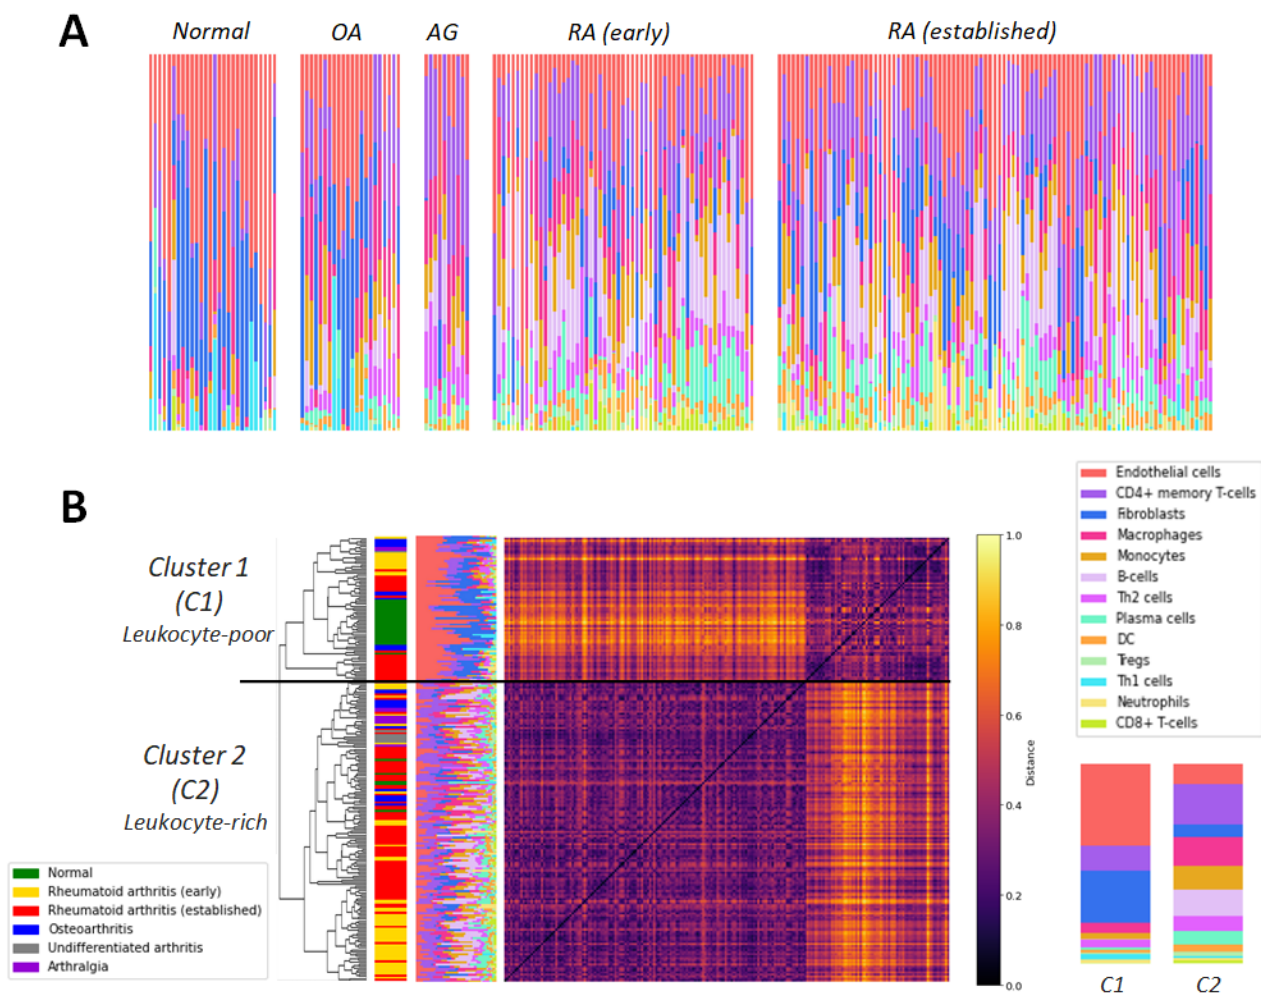 A
Normal
OA
AG
RA (early)
RA (established)
B
Cluster 1
(C1)
Leukocyte-poor
Cluster 2
(C2)
Leukocyte-rich
Normal
Rheumatoid arthritis (early)
Rheumatoid arthritis (established)
Osteoarthritis
Undifferentiated arthritis
Arthralgia
1.0
0.8
0.6
0.4
0.2
0.0
Distance
Endothelial cells
CD4+ memory T-cells
Fibroblasts
Macrophages
Monocytes
B-cells
Th2 cells
Plasma cells
DC
Tregs
Th1 cells
Neutrophils
CD8+ T-cells
C1
C2